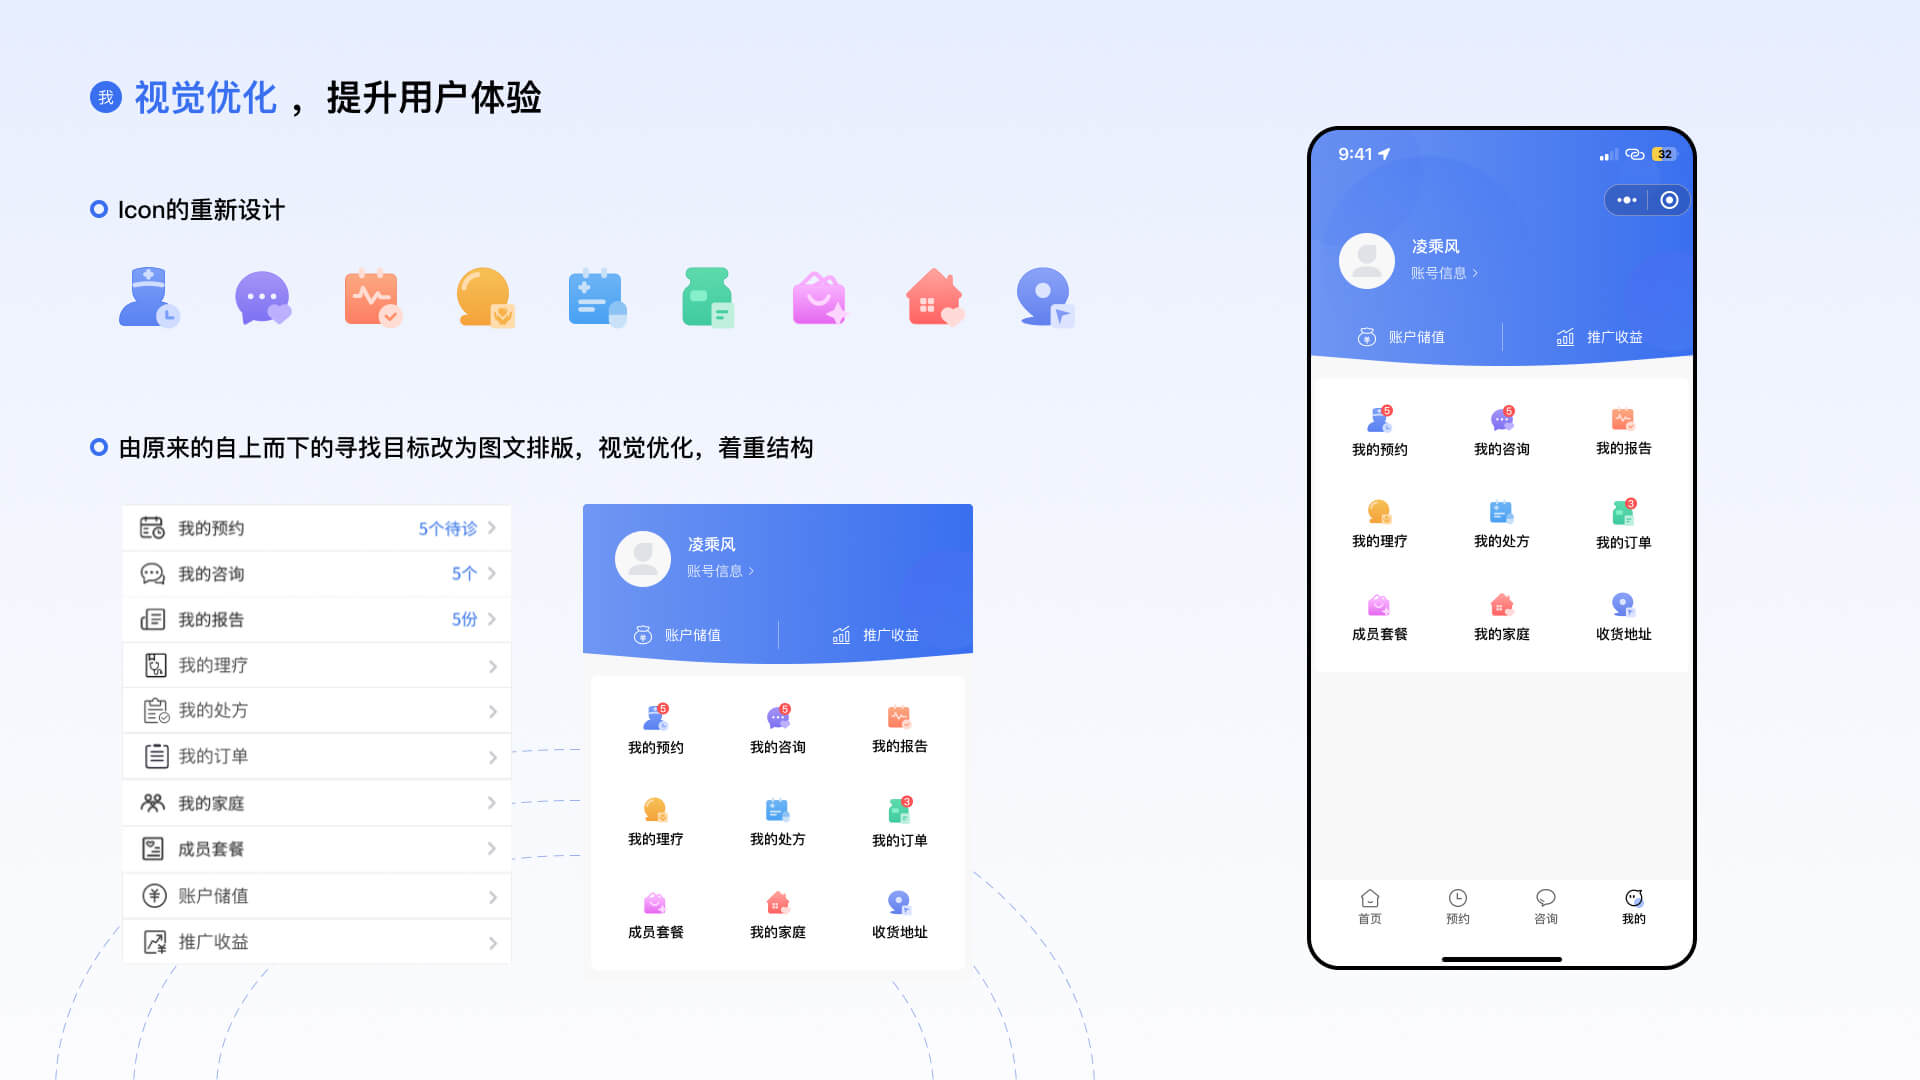 我 视觉优化，提升用户体验
Icon的重新设计
由原来的自上而下的寻找目标改为图文排版，视觉优化，着重结构
我的预约 5个待诊
我的咨询 5个
我的报告 5份
我的理疗
我的处方
我的订单
我的家庭
成员套餐
账户储值
推广收益
凌乘风
账号信息
账户储值 推广收益
5 5
我的预约 我的咨询 我的报告
3
我的理疗 我的处方 我的订单
成员套餐 我的家庭 收货地址
9:41 32
凌乘风
账号信息
账户储值 推广收益
5 5
我的预约 我的咨询 我的报告
3
我的理疗 我的处方 我的订单
成员套餐 我的家庭 收货地址
首页 预约 咨询 我的